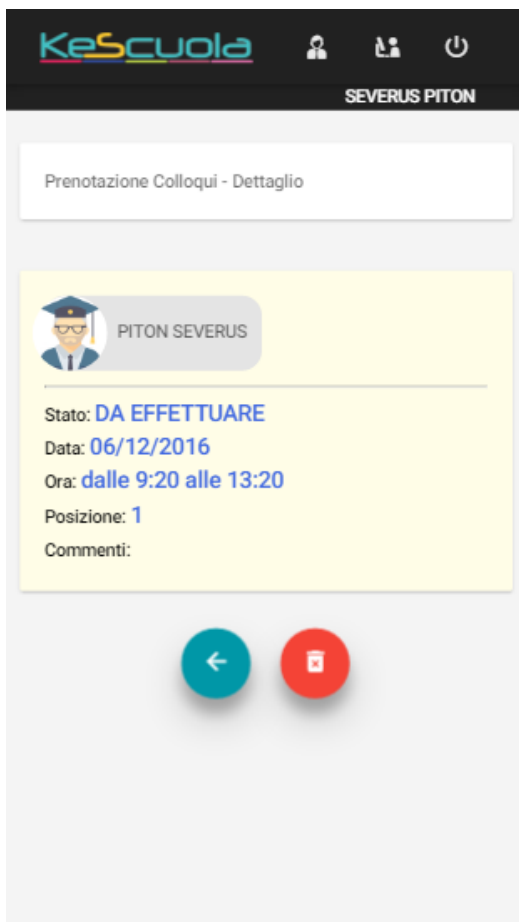 KeScuola
SEVERUS PITON
Prenotazione Colloqui - Dettaglio
PITON SEVERUS
Stato: DA EFFETTUARE
Data: 06/12/2016
Ora: dalle 9:20 alle 13:20
Posizione: 1
Commenti: